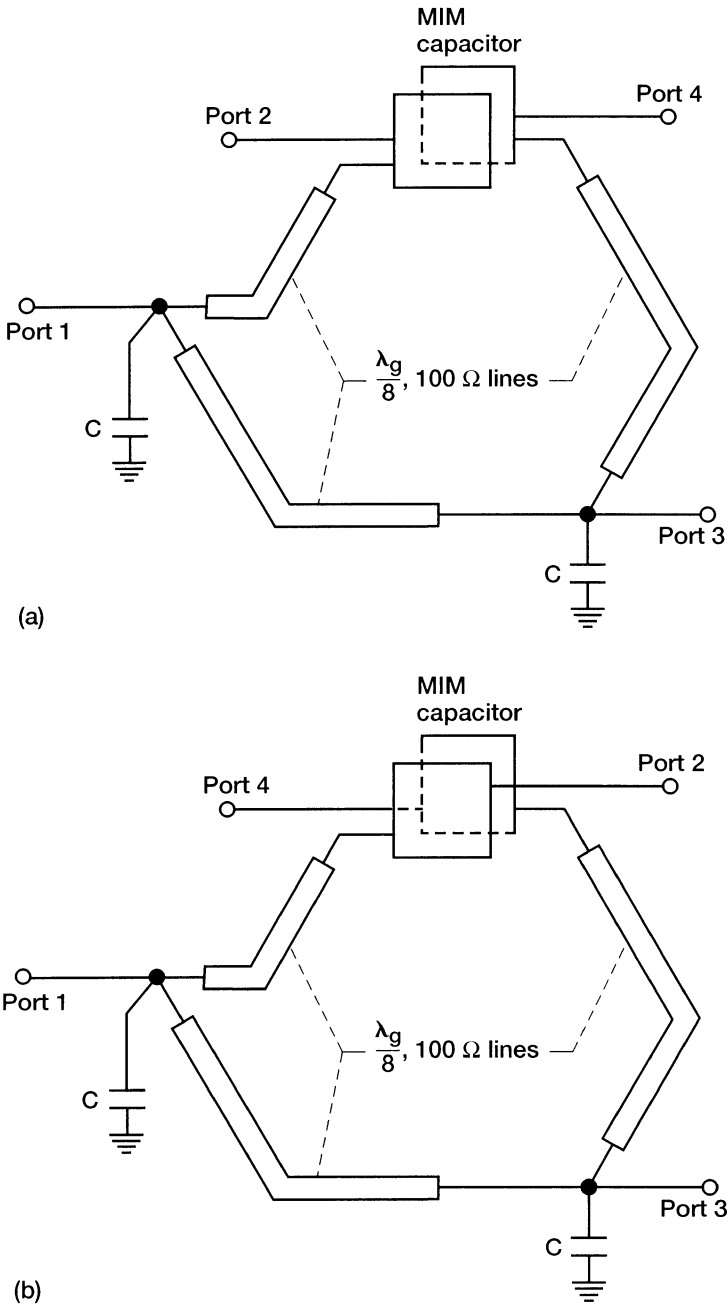 MIM
capacitor
Port 2
Port 4
Port 1
λg
8
, 100 Ω lines
C
Port 3
C
(a)
MIM
capacitor
Port 2
Port 4
Port 1
λg
8
, 100 Ω lines
C
Port 3
C
(b)